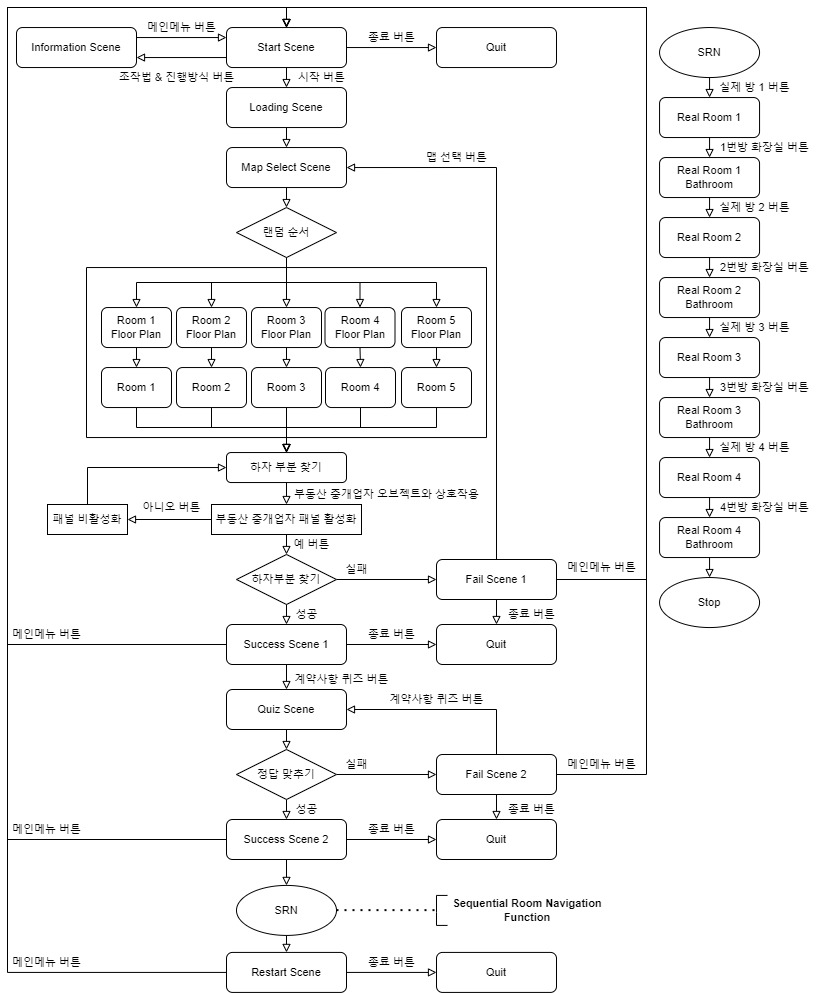 메인메뉴 버튼
Information Scene
Start Scene
종료 버튼
Quit
조작법 & 진행방식 버튼
시작 버튼
Loading Scene
맵 선택 버튼
Map Select Scene
랜덤 순서
Room 1
Floor Plan
Room 2
Floor Plan
Room 3
Floor Plan
Room 4
Floor Plan
Room 5
Floor Plan
Room 1
Room 2
Room 3
Room 4
Room 5
하자 부분 찾기
부동산 중개업자 오브젝트와 상호작용
아니오 버튼
패널 비활성화
부동산 중개업자 패널 활성화
예 버튼
하자부분 찾기
실패
Fail Scene 1
메인메뉴 버튼
성공
종료 버튼
메인메뉴 버튼
Success Scene 1
종료 버튼
Quit
계약사항 퀴즈 버튼
계약사항 퀴즈 버튼
Quiz Scene
정답 맞추기
실패
Fail Scene 2
메인메뉴 버튼
성공
종료 버튼
메인메뉴 버튼
Success Scene 2
종료 버튼
Quit
SRN
Sequential Room Navigation
Function
메인메뉴 버튼
Restart Scene
종료 버튼
Quit
SRN
실제 방 1 버튼
Real Room 1
1번방 화장실 버튼
Real Room 1
Bathroom
실제 방 2 버튼
Real Room 2
2번방 화장실 버튼
Real Room 2
Bathroom
실제 방 3 버튼
Real Room 3
3번방 화장실 버튼
Real Room 3
Bathroom
실제 방 4 버튼
Real Room 4
4번방 화장실 버튼
Real Room 4
Bathroom
Stop